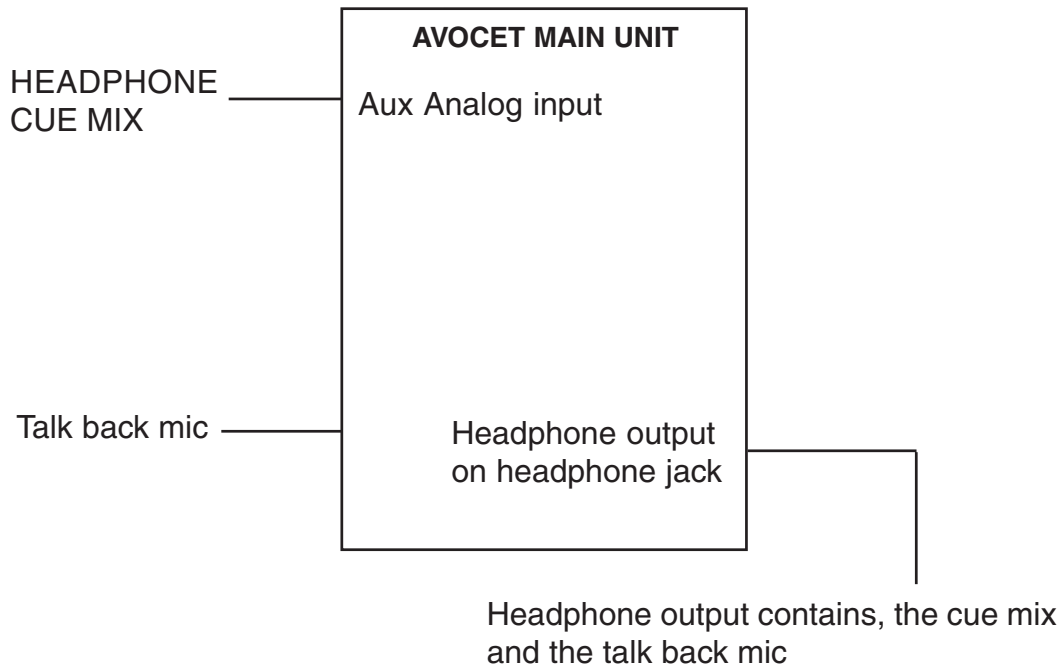 AVOCET MAIN UNIT
HEADPHONE
CUE MIX
Aux Analog input
Talk back mic
Headphone output
on headphone jack
Headphone output contains, the cue mix
and the talk back mic